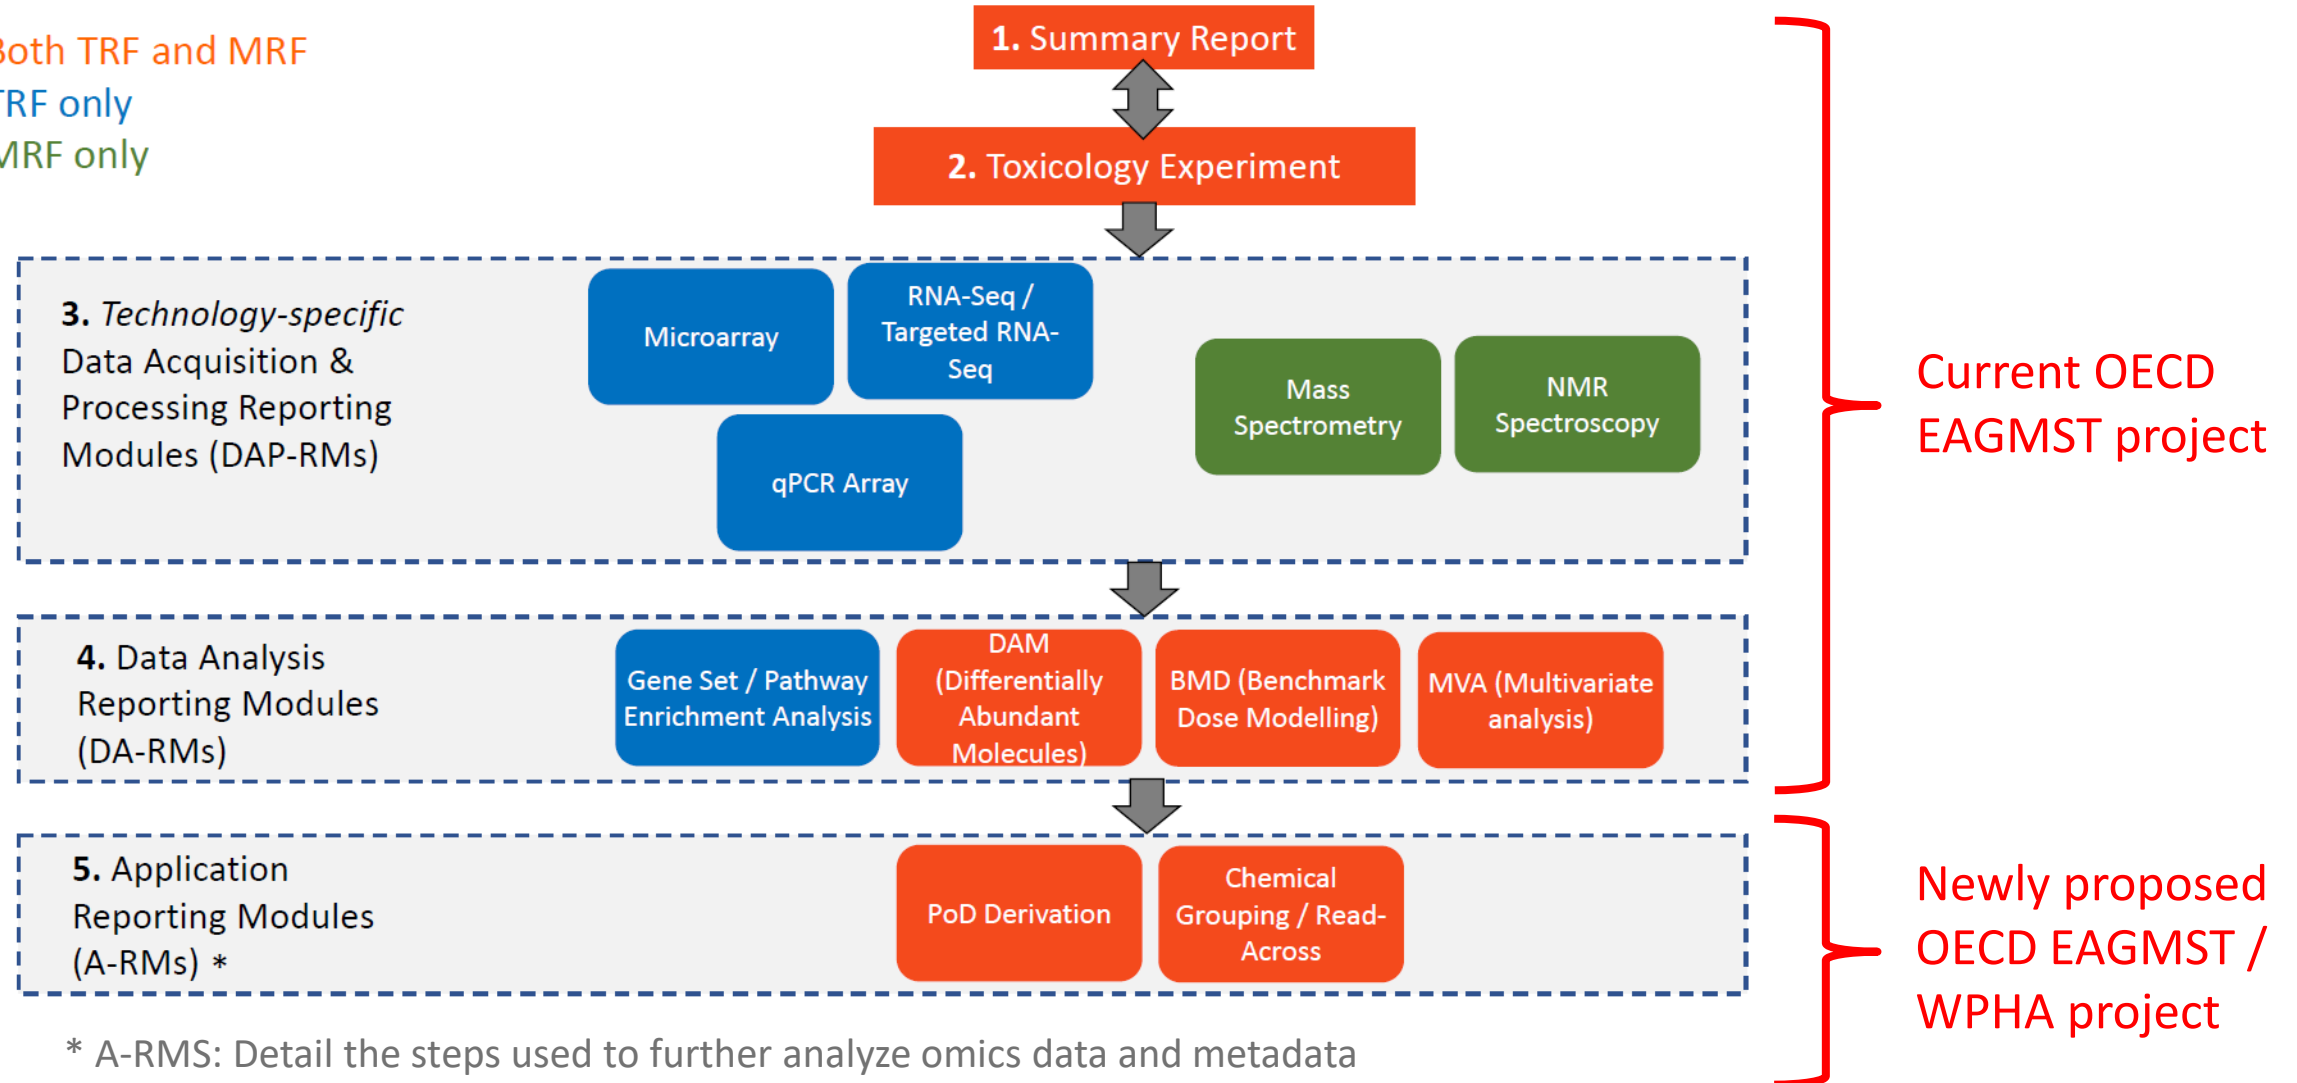 Both TRF and MRF
TRF only
MRF only
1. Summary Report
2. Toxicology Experiment
3. Technology-specific
Data Acquisition &
Processing Reporting
Modules (DAP-RMs)
Microarray
RNA-Seq /
Targeted RNA-
Seq
qPCR Array
Mass
Spectrometry
NMR
Spectroscopy
4. Data Analysis
Reporting Modules
(DA-RMs)
Gene Set / Pathway
Enrichment Analysis
DAM
(Differentially
Abundant
Molecules)
BMD (Benchmark
Dose Modelling)
MVA (Multivariate
analysis)
5. Application
Reporting Modules
(A-RMs) *
PoD Derivation
Chemical
Grouping / Read-
Across
Current OECD
EAGMST project
Newly proposed
OECD EAGMST /
WPHA project
* A-RMS: Detail the steps used to further analyze omics data and metadata